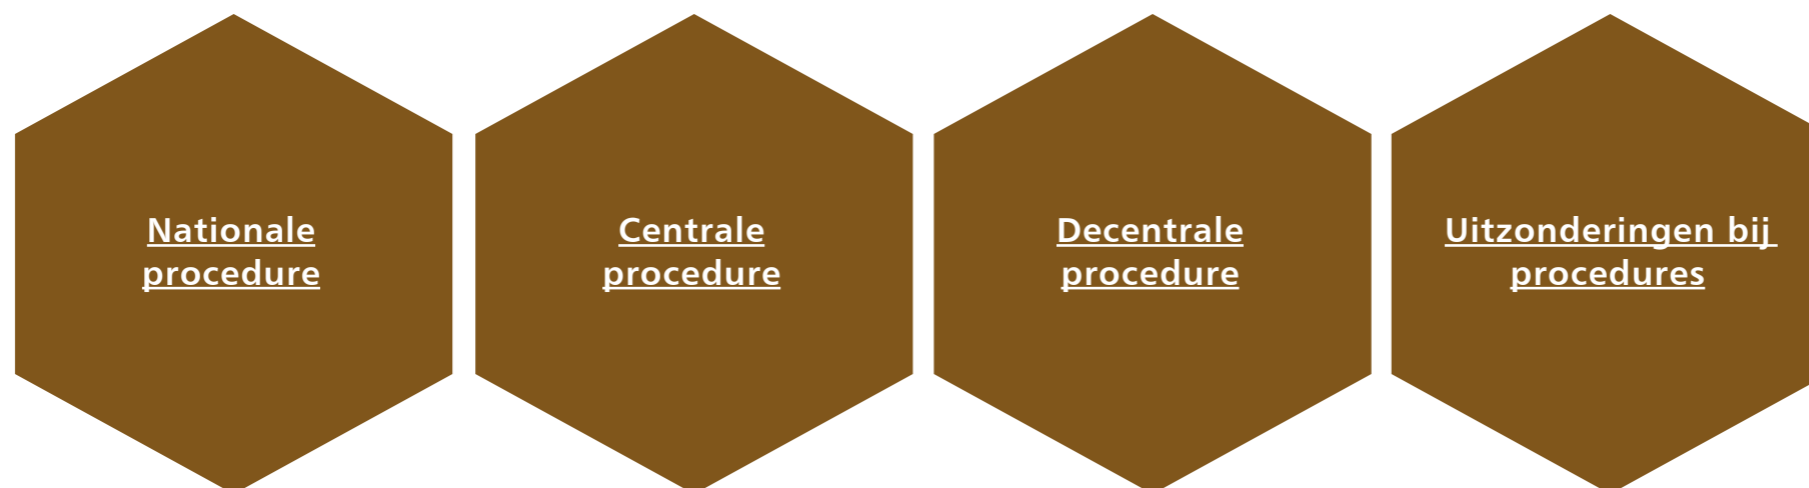 Nationale
procedure
Centrale
procedure
Decentrale
procedure
Uitzonderingen bij
procedures